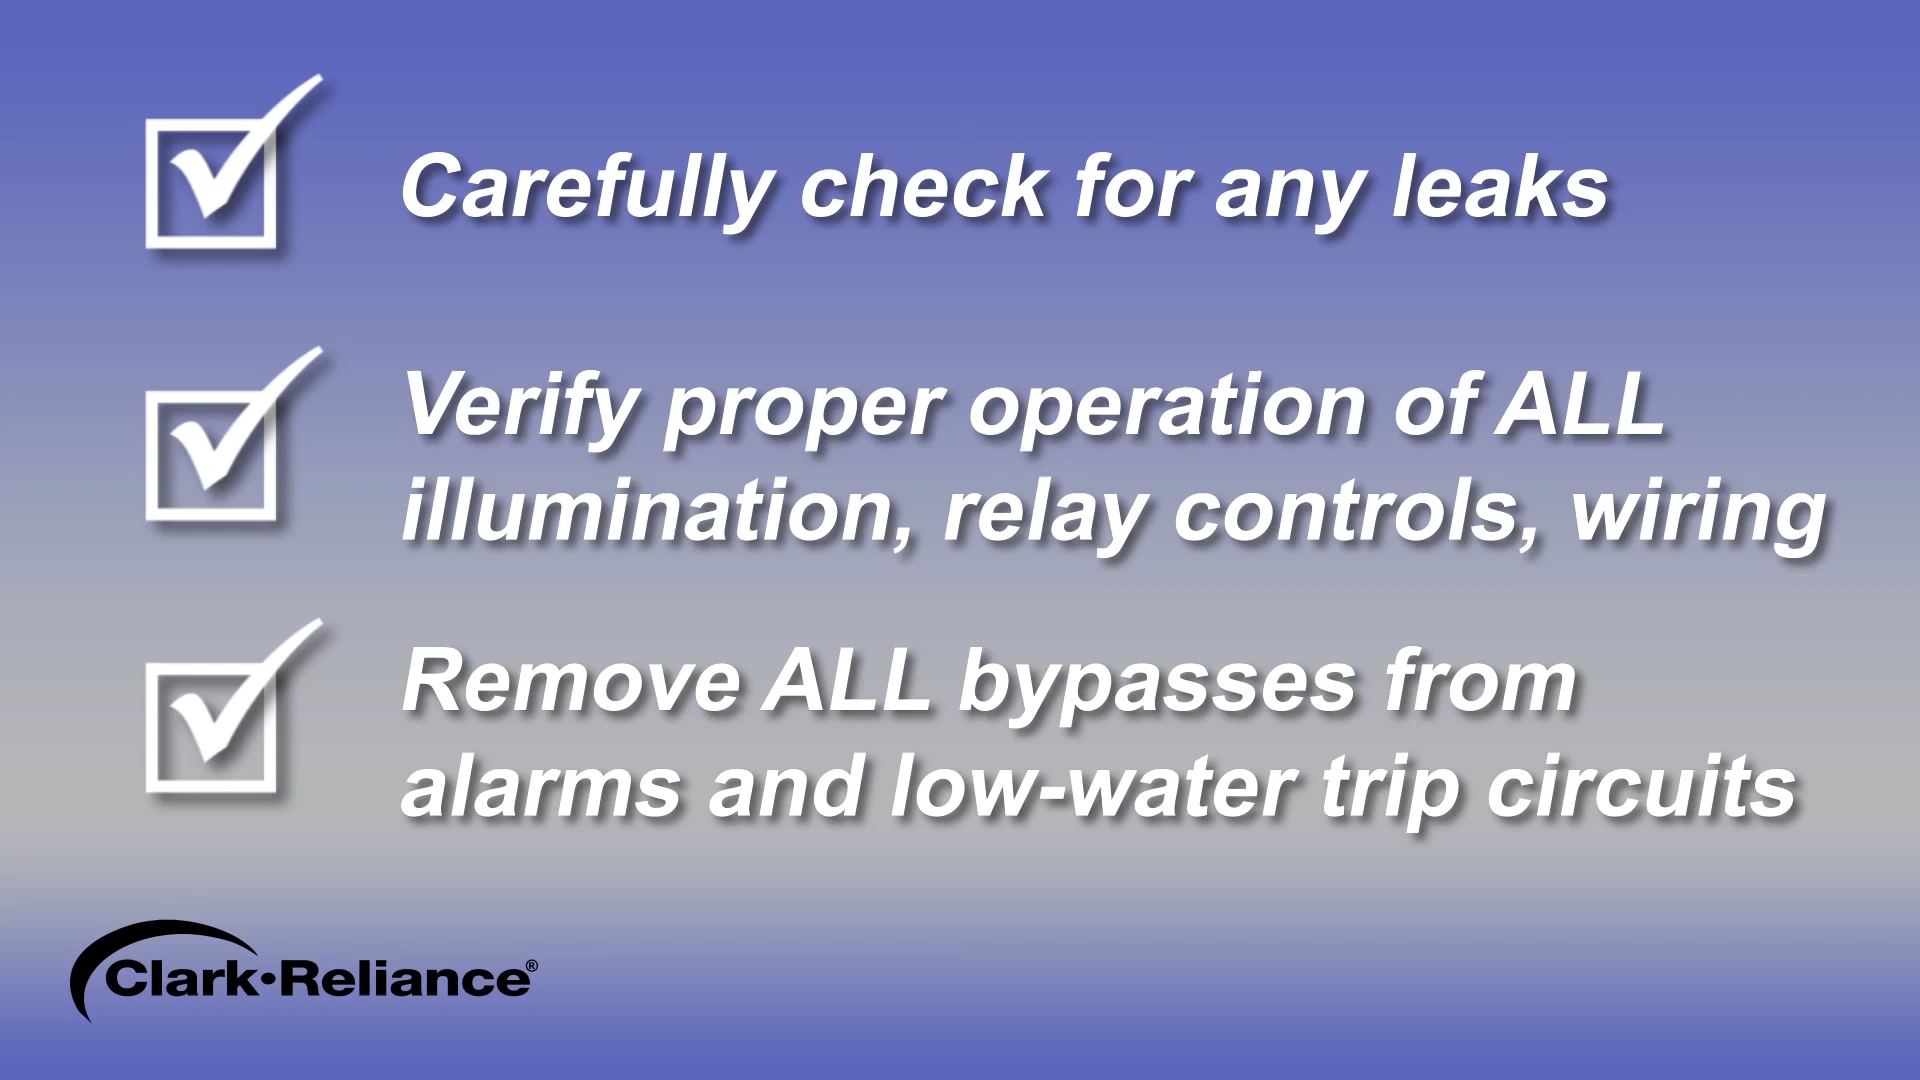 Carefully check for any leaks
Verify proper operation of ALL
illumination, relay controls, wiring
Remove ALL bypasses from
alarms and low-water trip circuits
Clark·Reliance®